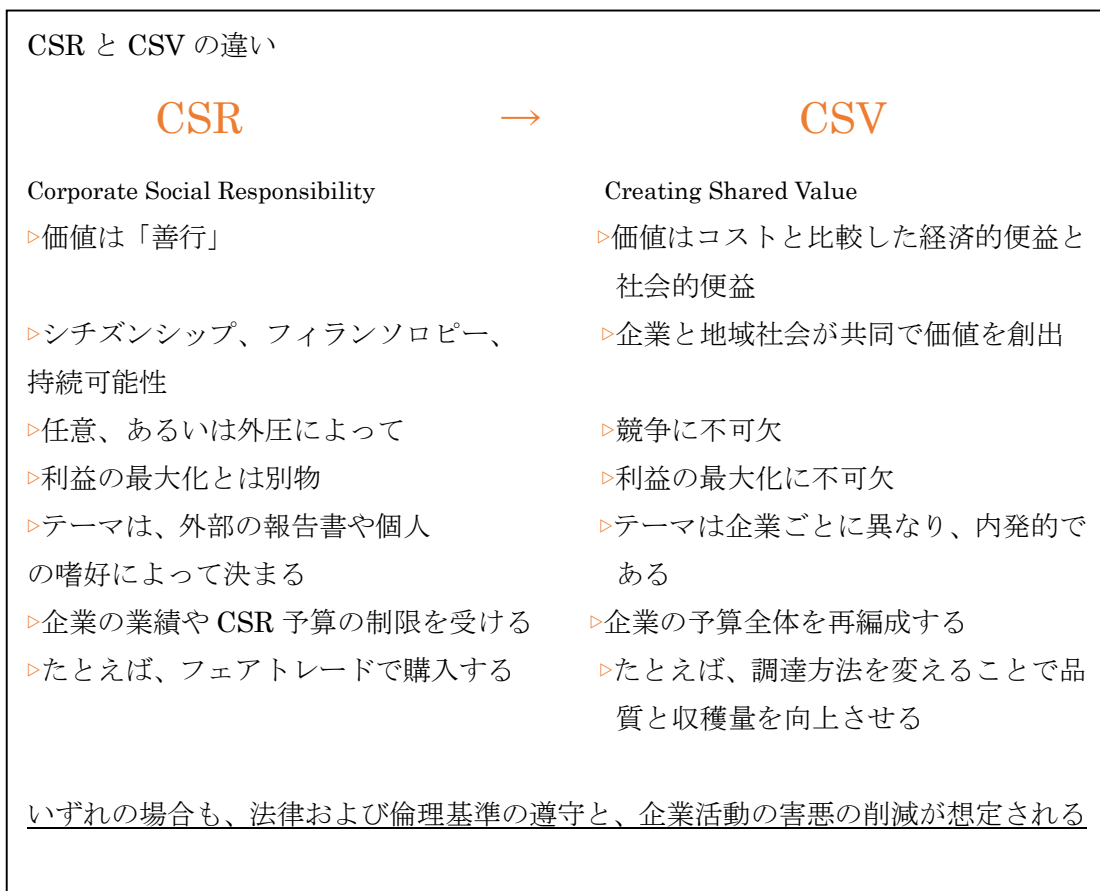 CSR と CSV の違い
CSR → CSV
Corporate Social Responsibility Creating Shared Value
▹価値は「善行」 ▹価値はコストと比較した経済的便益と
社会的便益
▹シチズンシップ、フィランソロピー、 ▹企業と地域社会が共同で価値を創出
持続可能性
▹任意、あるいは外圧によって ▹競争に不可欠
▹利益の最大化とは別物 ▹利益の最大化に不可欠
▹テーマは、外部の報告書や個人 ▹テーマは企業ごとに異なり、内発的で
の嗜好によって決まる ある
▹企業の業績や CSR 予算の制限を受ける ▹企業の予算全体を再編成する
▹たとえば、フェアトレードで購入する ▹たとえば、調達方法を変えることで品
質と収穫量を向上させる
いずれの場合も、法律および倫理基準の遵守と、企業活動の害悪の削減が想定される